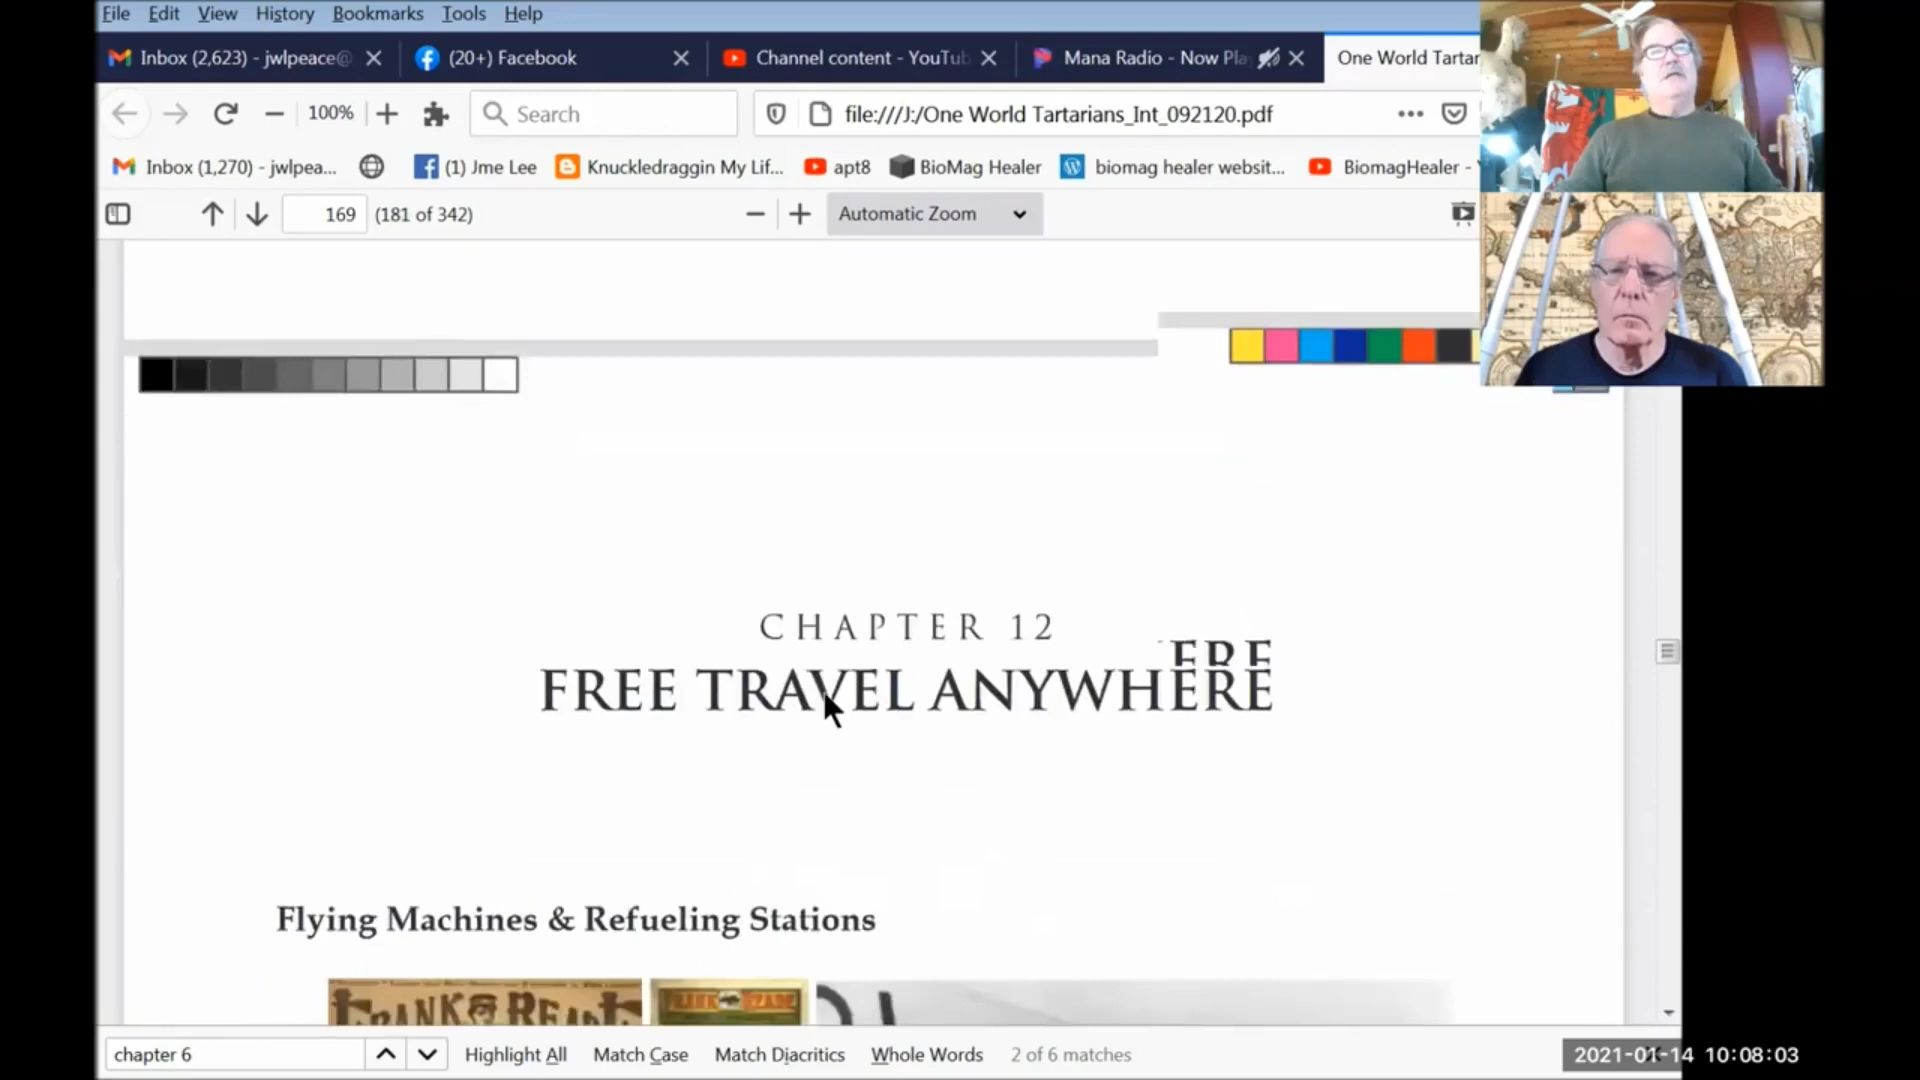 File Edit View History Bookmarks Tools Help
Inbox (2,623) - jwlpeace@ (20+) Facebook Channel content - YouTub Mana Radio - Now Pla One World Tartar
100% Search file:///J:/One World Tartarians_Int_092120.pdf
Inbox (1,270) - jwlpea... (1) Jme Lee Knuckledraggin My Lif... apt8 BioMag Healer biomag healer websit... BiomagHealer -
169 (181 of 342) Automatic Zoom
CHAPTER 12
FREE TRAVEL ANYWHERE
Flying Machines & Refueling Stations
FRANK READE
FRANK READE
chapter 6 Highlight All Match Case Match Diacritics Whole Words 2 of 6 matches
2021-01-14 10:08:03